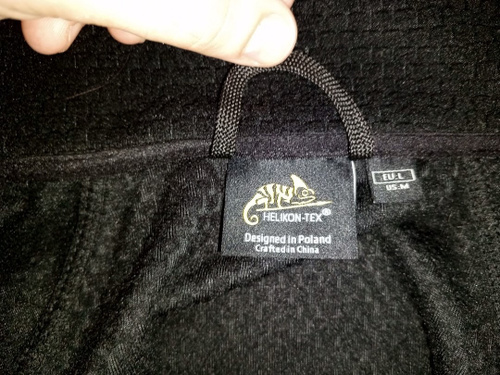 HELIKON-TEX®
Designed in Poland
Crafted in China
EU: L
US: M